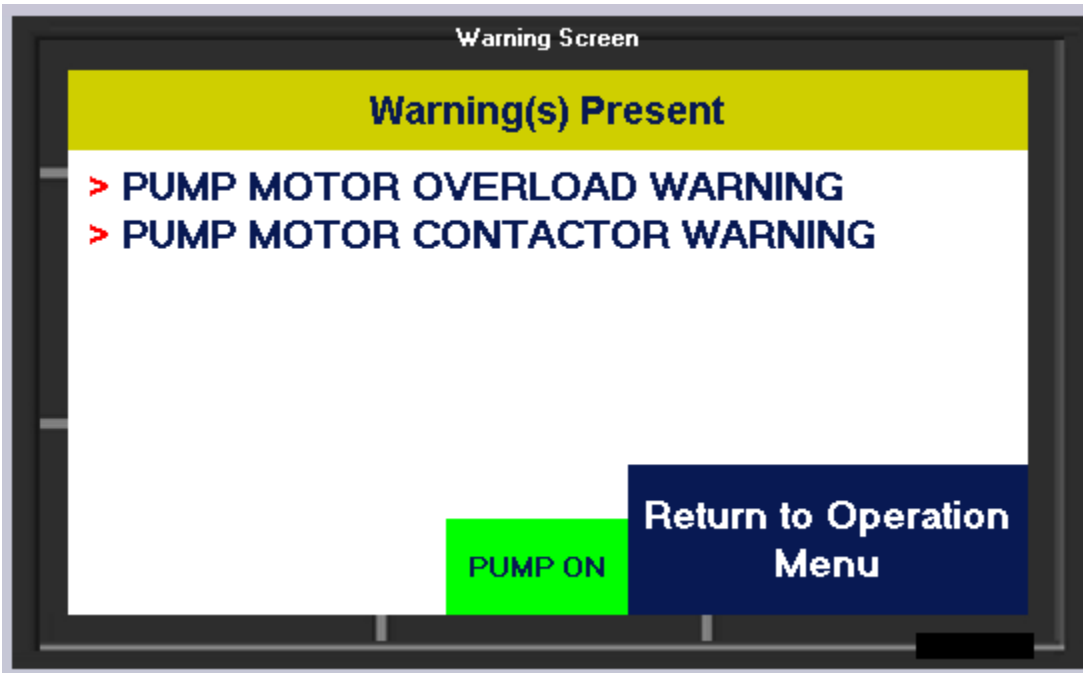 Warning Screen
Warning(s) Present
> PUMP MOTOR OVERLOAD WARNING
> PUMP MOTOR CONTACTOR WARNING
Return to Operation
Menu
PUMP ON